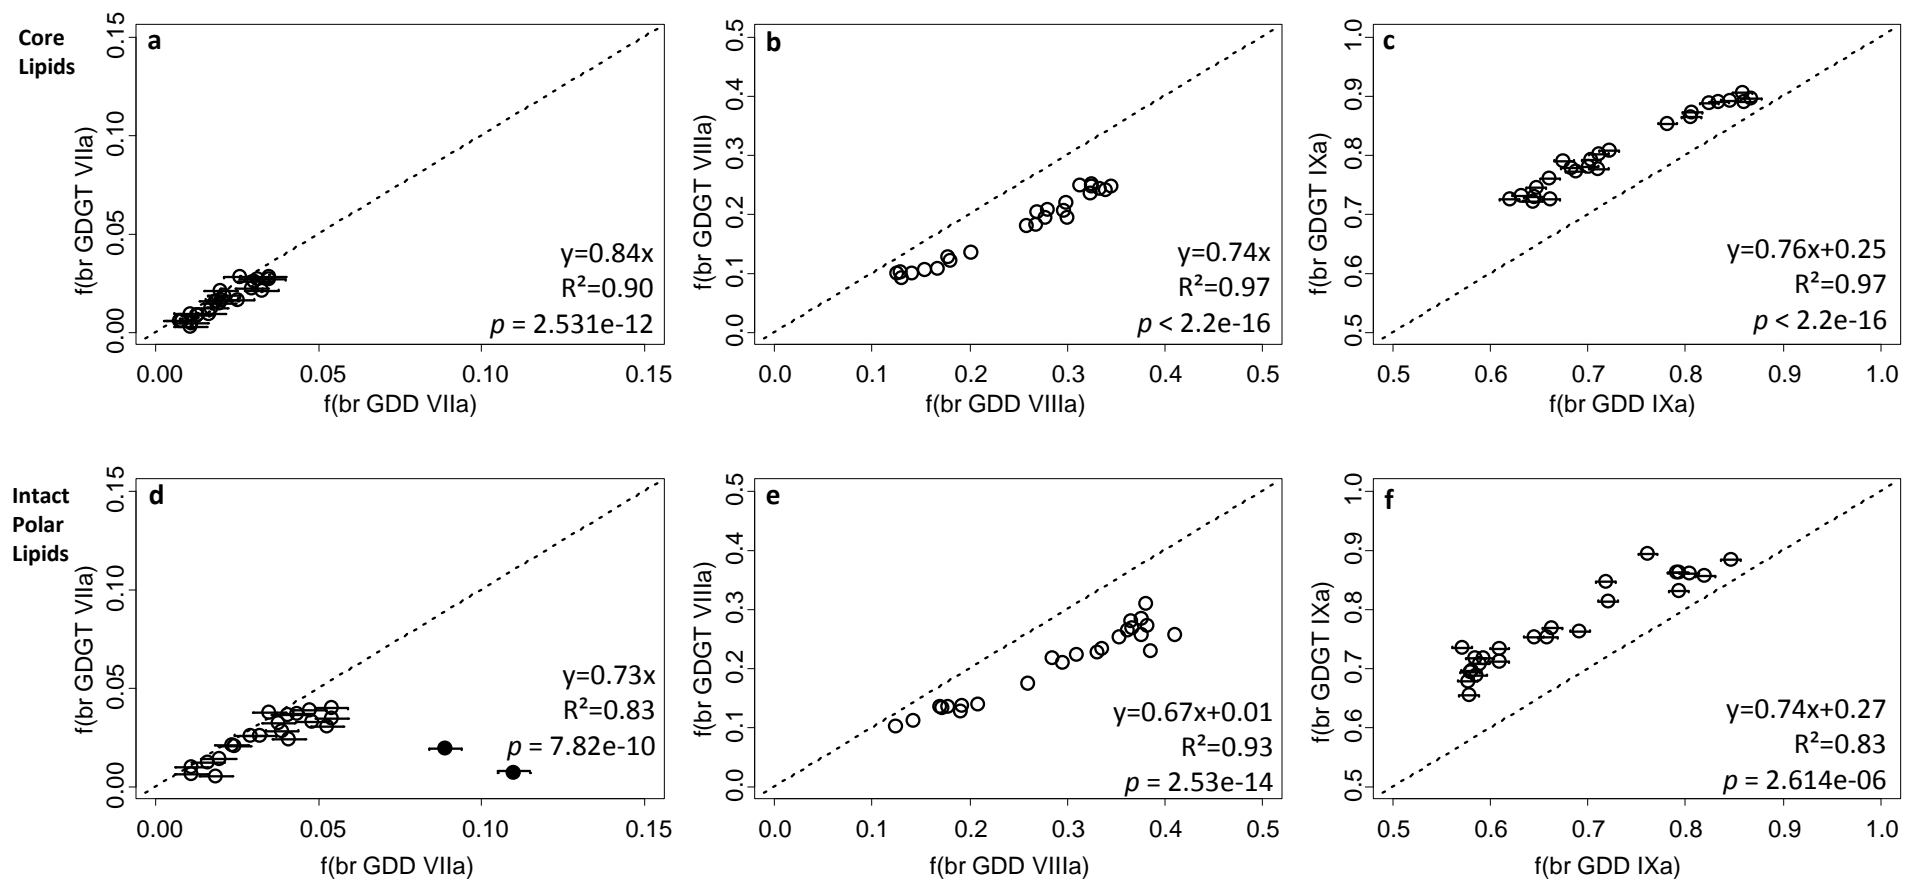 Core
Lipids
a
f(br GDGT VIIa)
0.15
0.10
0.05
0.00
y=0.84x
R²=0.90
p = 2.531e-12
0.00 0.05 0.10 0.15
f(br GDD VIIa)
b
f(br GDGT VIIIa)
0.5
0.4
0.3
0.2
0.1
0.0
y=0.74x
R²=0.97
p < 2.2e-16
0.0 0.1 0.2 0.3 0.4 0.5
f(br GDD VIIIa)
c
f(br GDGT IXa)
1.0
0.9
0.8
0.7
0.6
0.5
y=0.76x+0.25
R²=0.97
p < 2.2e-16
0.5 0.6 0.7 0.8 0.9 1.0
f(br GDD IXa)
Intact
Polar
Lipids
d
f(br GDGT VIIa)
0.15
0.10
0.05
0.00
y=0.73x
R²=0.83
p = 7.82e-10
0.00 0.05 0.10 0.15
f(br GDD VIIa)
e
f(br GDGT VIIIa)
0.5
0.4
0.3
0.2
0.1
0.0
y=0.67x+0.01
R²=0.93
p = 2.53e-14
0.0 0.1 0.2 0.3 0.4 0.5
f(br GDD VIIIa)
f
f(br GDGT IXa)
1.0
0.9
0.8
0.7
0.6
0.5
y=0.74x+0.27
R²=0.83
p = 2.614e-06
0.5 0.6 0.7 0.8 0.9 1.0
f(br GDD IXa)